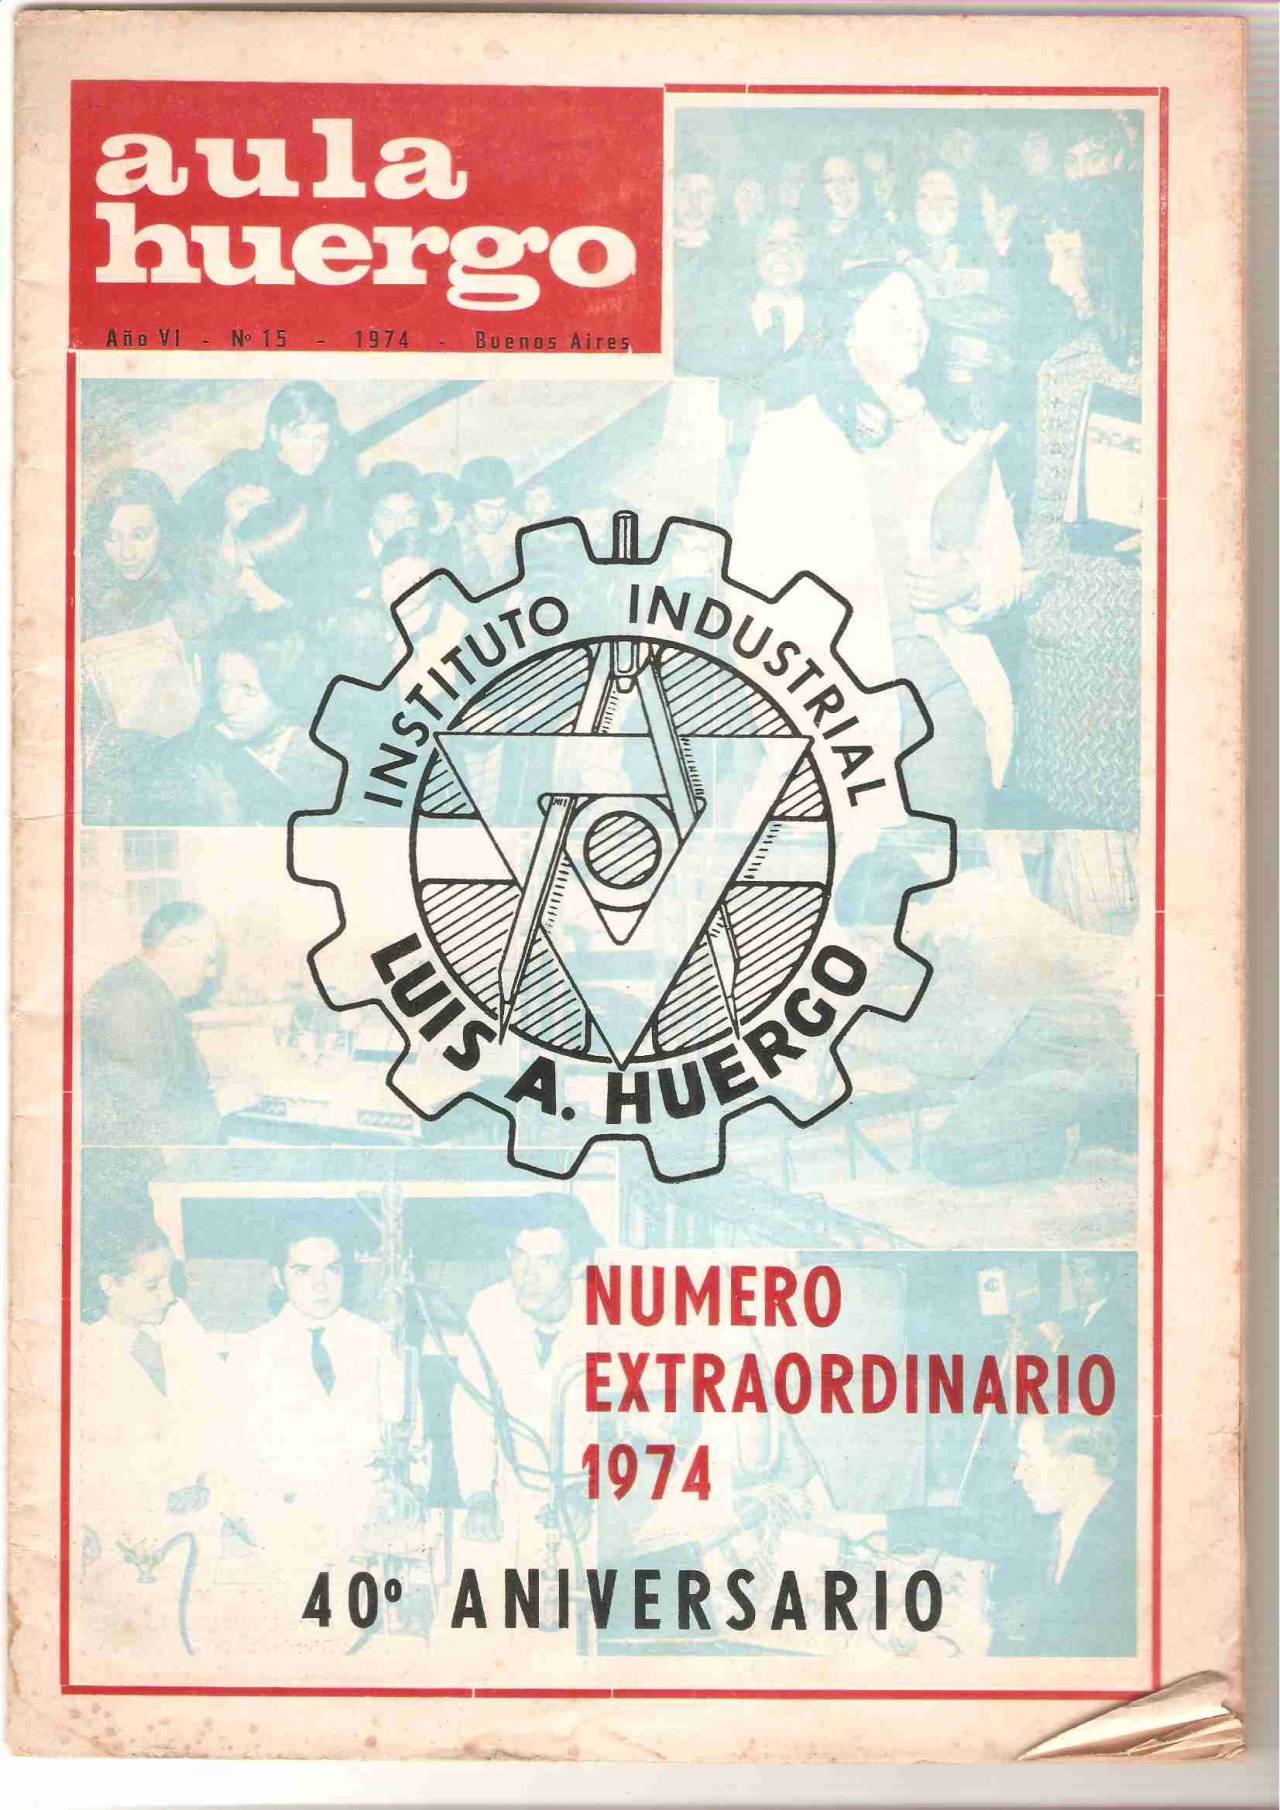 aula
huergo
Año VI - Nº 15 - 1974 - Buenos Aires
INSTITUTO INDUSTRIAL
LUIS A. HUERGO
NUMERO
EXTRAORDINARIO
1974
40º ANIVERSARIO